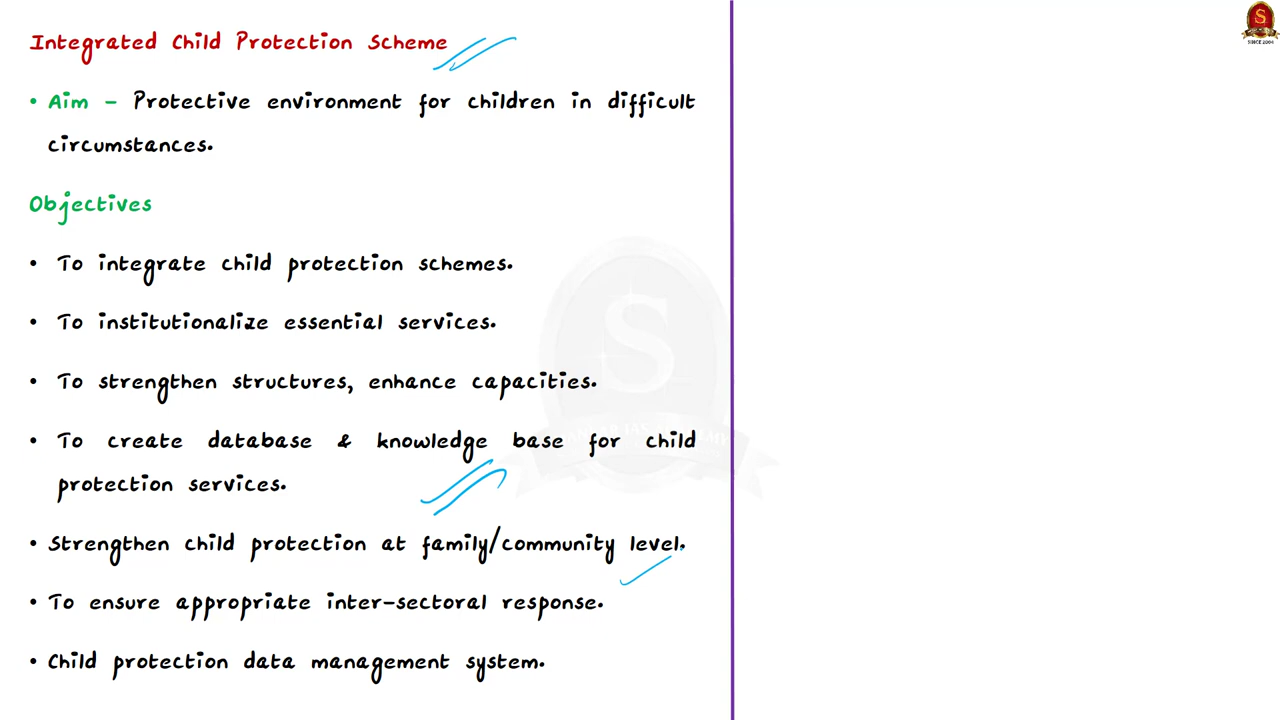 Integrated Child Protection Scheme
• Aim - Protective environment for children in difficult
circumstances.
Objectives
• To integrate child protection schemes.
• To institutionalize essential services.
• To strengthen structures, enhance capacities.
• To create database & knowledge base for child
protection services.
• Strengthen child protection at family/community level.
• To ensure appropriate inter-sectoral response.
• Child protection data management system.
S
SINCE 2004
S